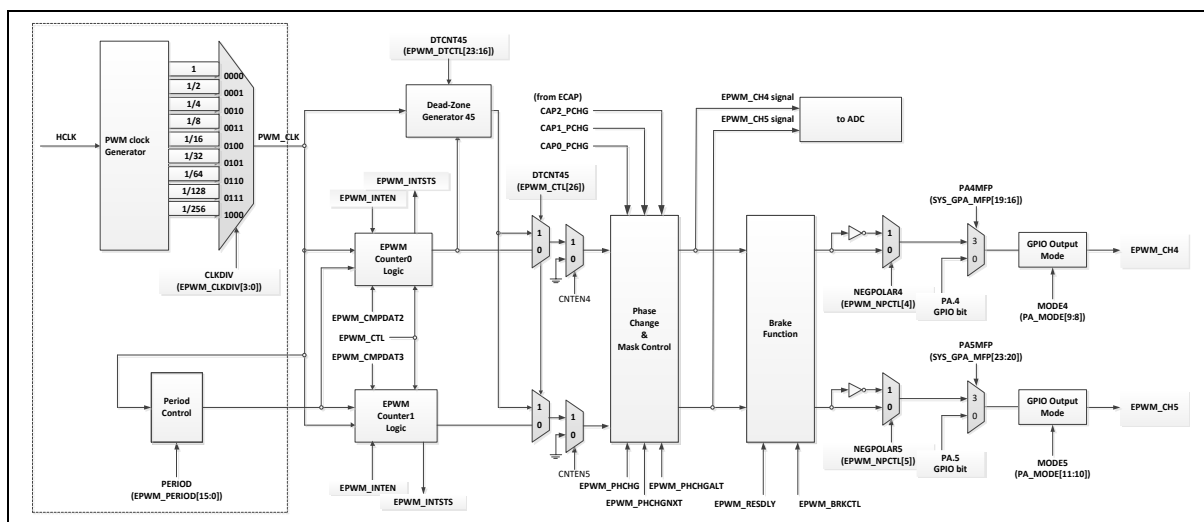 DTCNT45
(EPWM_DTCTL[23:16])
1
1/2
1/4
1/8
1/16
1/32
1/64
1/128
1/256
0000
0001
0010
0011
0100
0101
0110
0111
1000
HCLK
PWM clock
Generator
PWM_CLK
CLKDIV
(EPWM_CLKDIV[3:0])
Period
Control
PERIOD
(EPWM_PERIOD[15:0])
Dead-Zone
Generator 45
EPWM_INTSTS
EPWM_INTEN
EPWM
Counter0
Logic
EPWM_CMPDAT2
EPWM_CTL
EPWM_CMPDAT3
EPWM
Counter1
Logic
EPWM_INTEN
EPWM_INTSTS
DTCNT45
(EPWM_CTL[26])
1
0
1
0
CNTEN4
1
0
1
0
CNTEN5
(from ECAP)
CAP2_PCHG
CAP1_PCHG
CAP0_PCHG
Phase
Change
&
Mask Control
EPWM_PHCHG
EPWM_PHCHGNXT
EPWM_PHCHGALT
EPWM_CH4 signal
EPWM_CH5 signal
to ADC
Brake
Function
EPWM_RESDLY
EPWM_BRKCTL
1
0
NEGPOLAR4
(EPWM_NPCTL[4])
PA4MFP
(SYS_GPA_MFP[19:16])
3
0
PA.4
GPIO bit
GPIO Output
Mode
MODE4
(PA_MODE[9:8])
EPWM_CH4
1
0
NEGPOLAR5
(EPWM_NPCTL[5])
PA5MFP
(SYS_GPA_MFP[23:20])
3
0
PA.5
GPIO bit
GPIO Output
Mode
MODE5
(PA_MODE[11:10])
EPWM_CH5